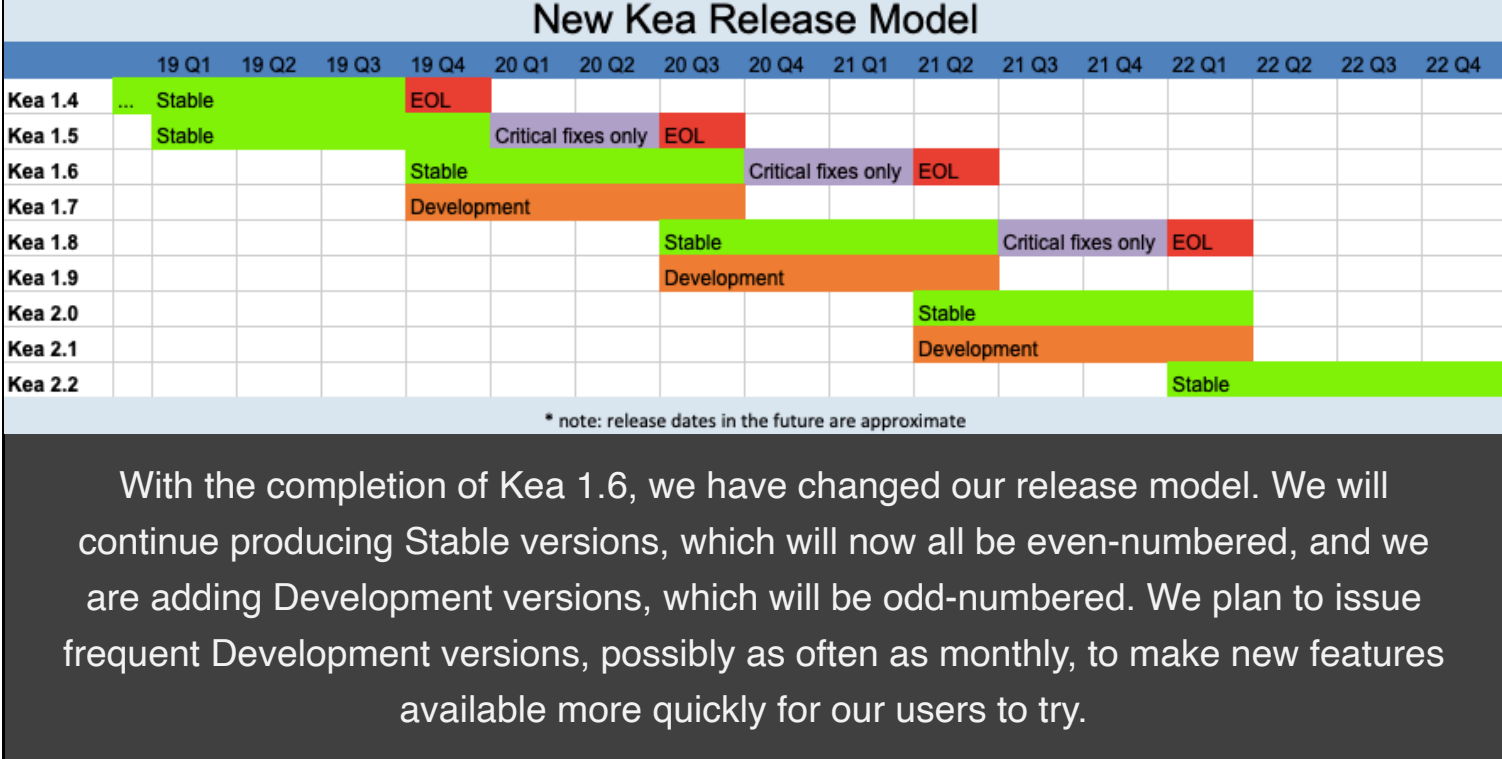 New Kea Release Model
19 Q1 19 Q2 19 Q3 19 Q4 20 Q1 20 Q2 20 Q3 20 Q4 21 Q1 21 Q2 21 Q3 21 Q4 22 Q1 22 Q2 22 Q3 22 Q4
Kea 1.4 ... Stable EOL
Kea 1.5 Stable Critical fixes only EOL
Kea 1.6 Stable Critical fixes only EOL
Kea 1.7 Development
Kea 1.8 Stable Critical fixes only EOL
Kea 1.9 Development
Kea 2.0 Stable
Kea 2.1 Development
Kea 2.2 Stable
* note: release dates in the future are approximate
With the completion of Kea 1.6, we have changed our release model. We will
continue producing Stable versions, which will now all be even-numbered, and we
are adding Development versions, which will be odd-numbered. We plan to issue
frequent Development versions, possibly as often as monthly, to make new features
available more quickly for our users to try.